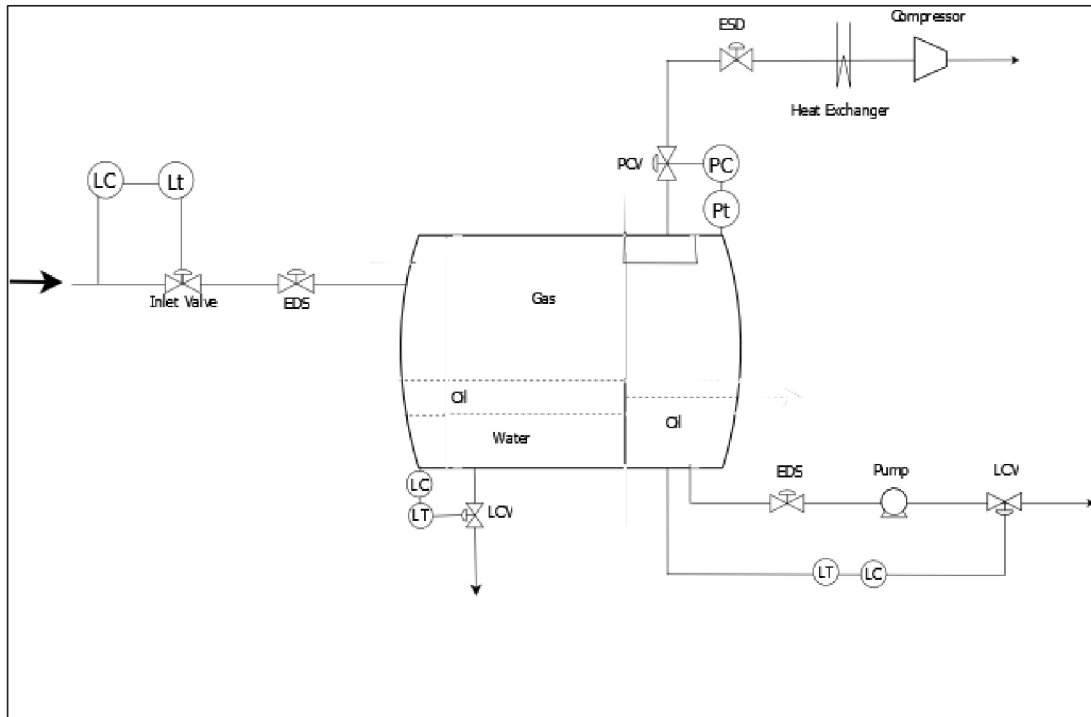 Compressor
ESD
Heat Exchanger
PCV
PC
LC
Lt
Pt
Inlet Valve
EDS
Gas
Oil
Oil
Water
LC
LT
LCV
EDS
Pump
LCV
LT
LC